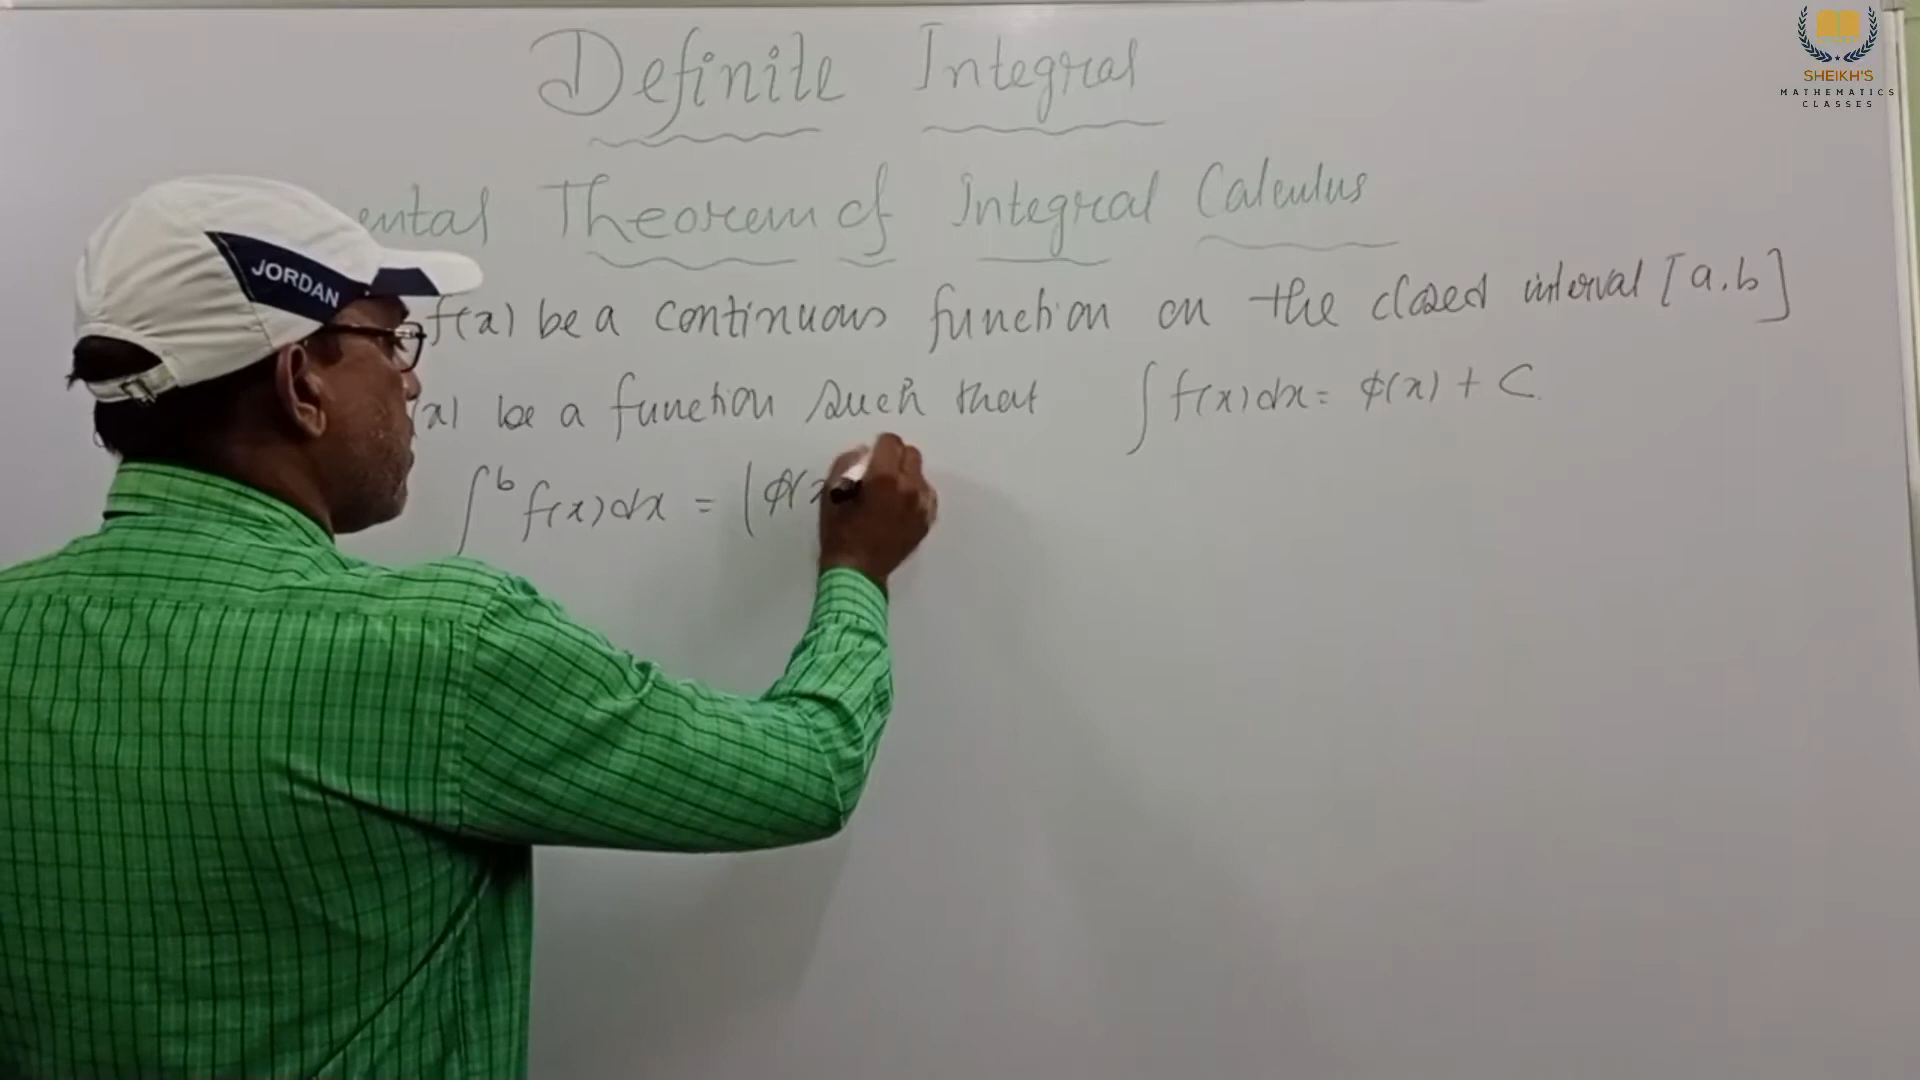 Definite Integral
ental Theorem of Integral Calculus
f(x) be a continuous function on the closed interval [a,b]
(x) be a function such that ∫ f(x)dx = ϕ(x) + C
∫ᵇ f(x)dx = [ϕ(x
JORDAN
SHEIKH'S
MATHEMATICS
CLASSES